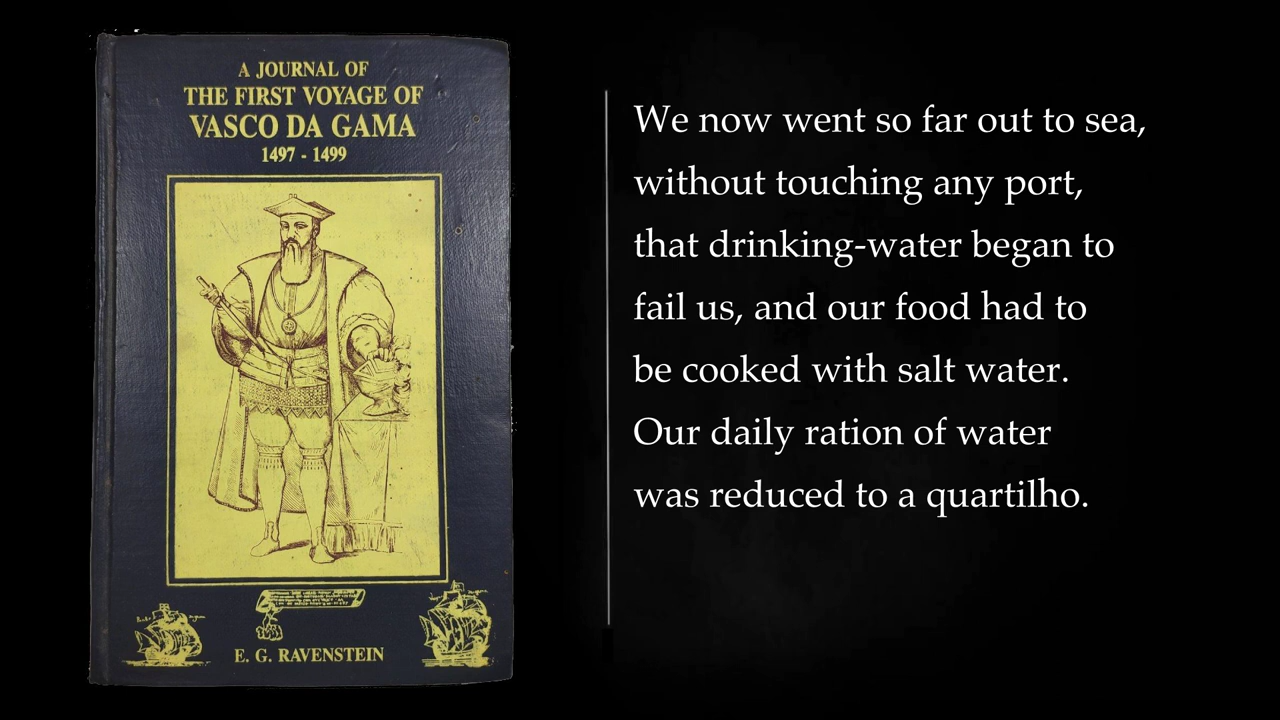 A JOURNAL OF
THE FIRST VOYAGE OF
VASCO DA GAMA
1497 - 1499
E. G. RAVENSTEIN
We now went so far out to sea,
without touching any port,
that drinking-water began to
fail us, and our food had to
be cooked with salt water.
Our daily ration of water
was reduced to a quartilho.